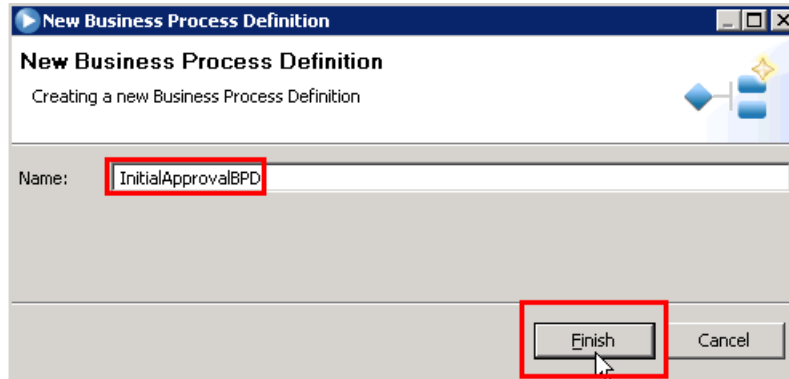 New Business Process Definition
New Business Process Definition
Creating a new Business Process Definition
Name: InitialApprovalBPD
Finish Cancel